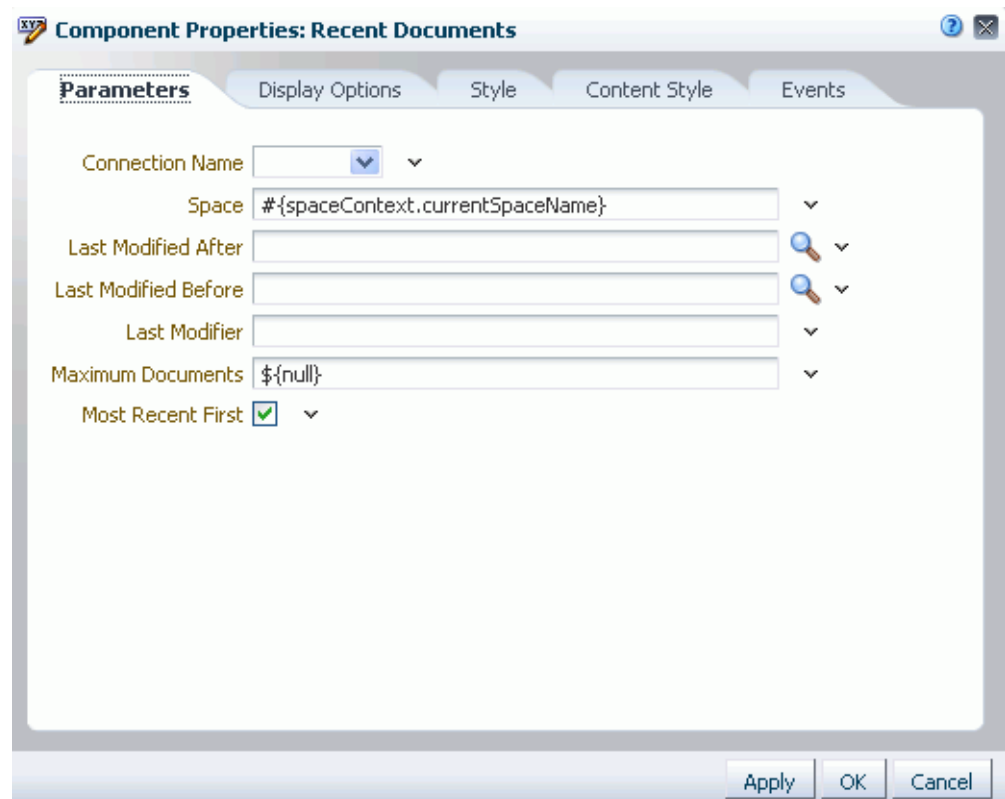 Component Properties: Recent Documents
Parameters Display Options Style Content Style Events
Connection Name
Space #{spaceContext.currentSpaceName}
Last Modified After
Last Modified Before
Last Modifier
Maximum Documents ${null}
Most Recent First
Apply OK Cancel